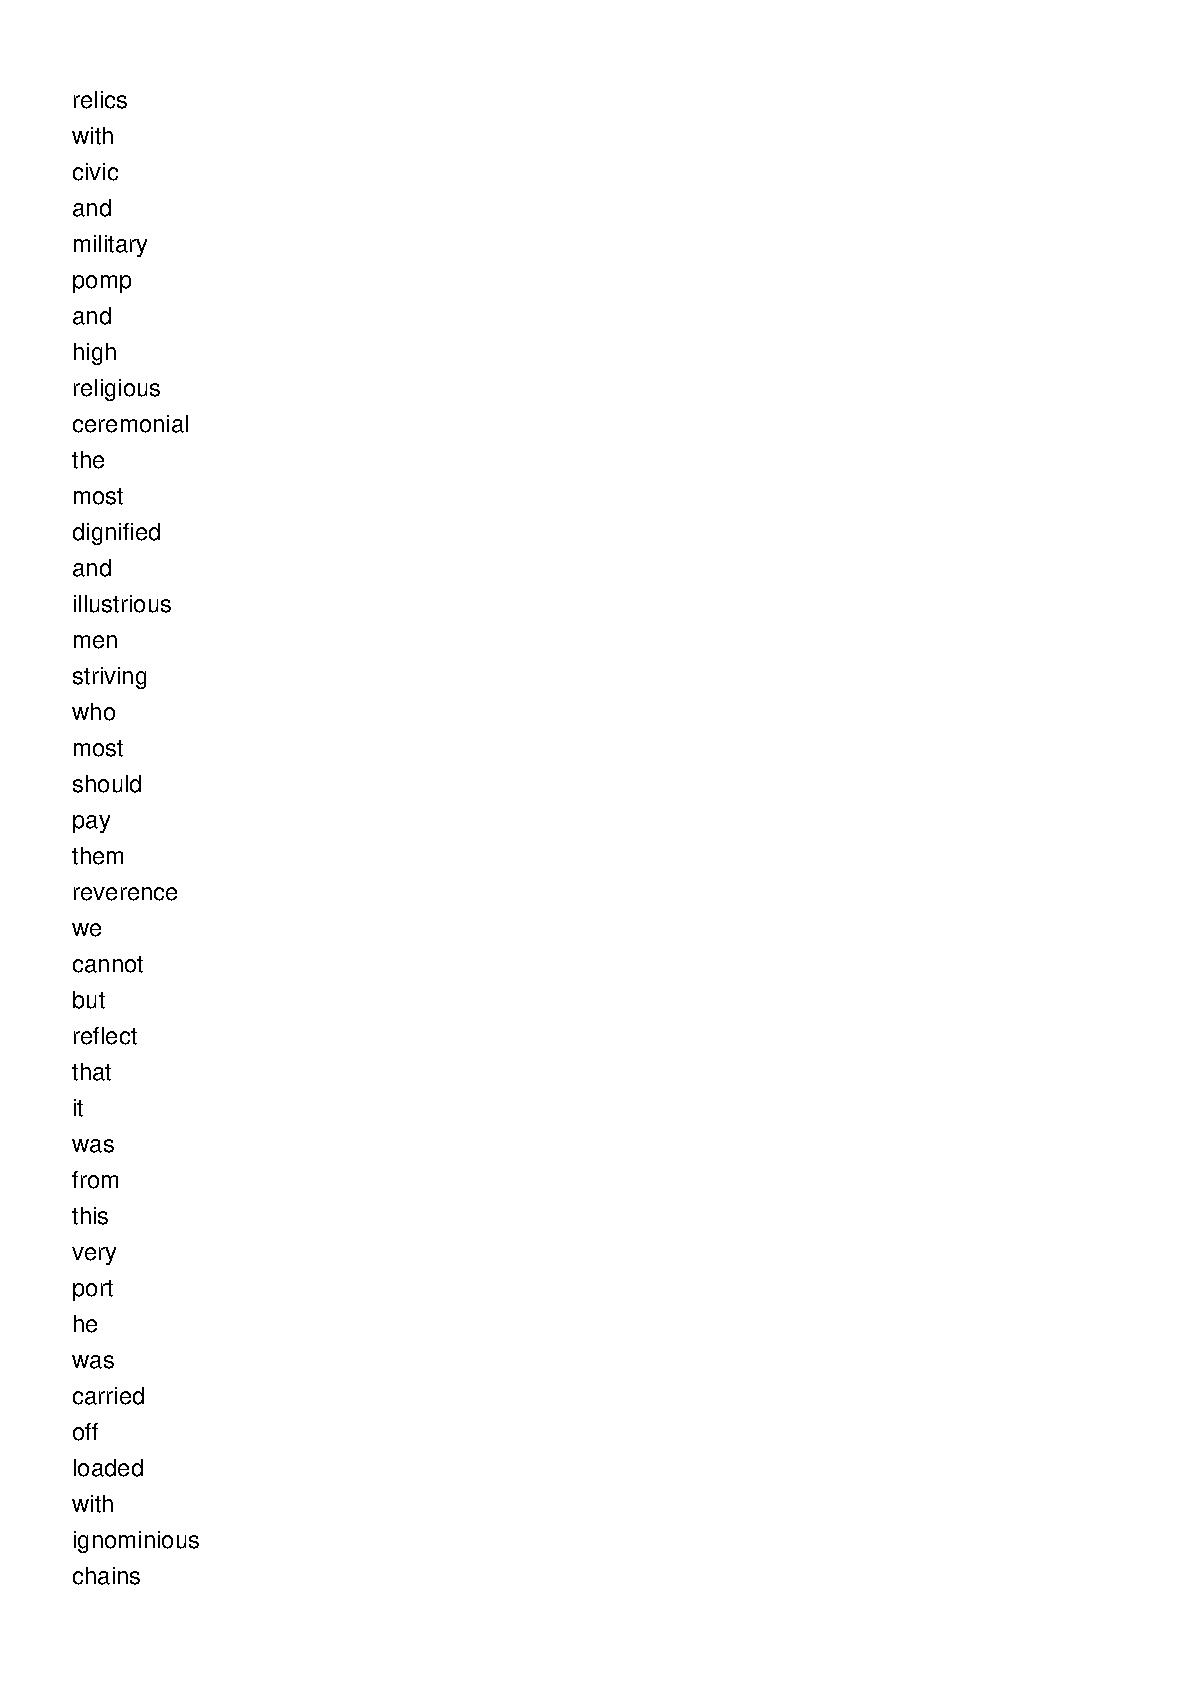 relics
with
civic
and
military
pomp
and
high
religious
ceremonial
the
most
dignified
and
illustrious
men
striving
who
most
should
pay
them
reverence
we
cannot
but
reflect
that
it
was
from
this
very
port
he
was
carried
off
loaded
with
ignominious
chains